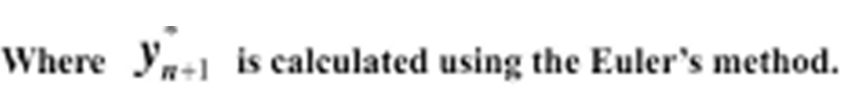 Where y*n+1 is calculated using the Euler's method.